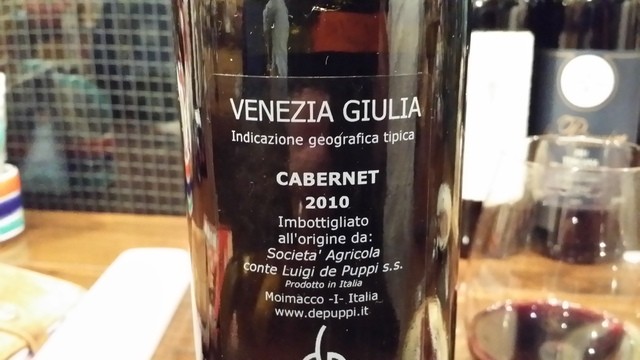 VENEZIA GIULIA
Indicazione geografica tipica
CABERNET
2010
Imbottigliato
all'origine da:
Societa' Agricola
conte Luigi de Puppi s.s.
Prodotto in Italia
Moimacco -I- Italia
www.depuppi.it